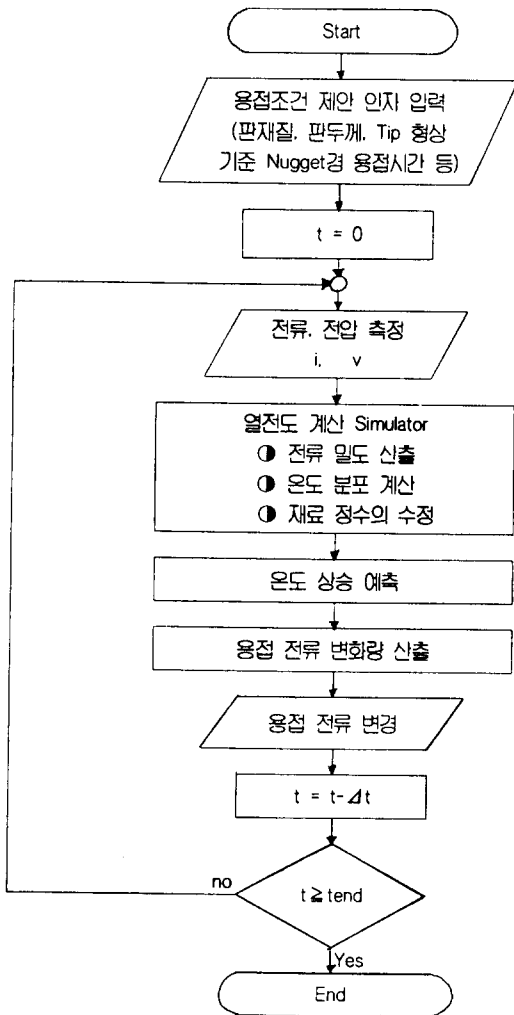 Start
용접조건 제안 인자 입력
(판재질. 판두께. Tip 형상
기준 Nugget경 용접시간 등)
t = 0
전류. 전압 측정
i, v
열전도 계산 Simulator
◑ 전류 밀도 산출
◑ 온도 분포 계산
◑ 재료 정수의 수정
온도 상승 예측
용접 전류 변화량 산출
용접 전류 변경
t = t-Δt
no
t ≧ tend
Yes
End